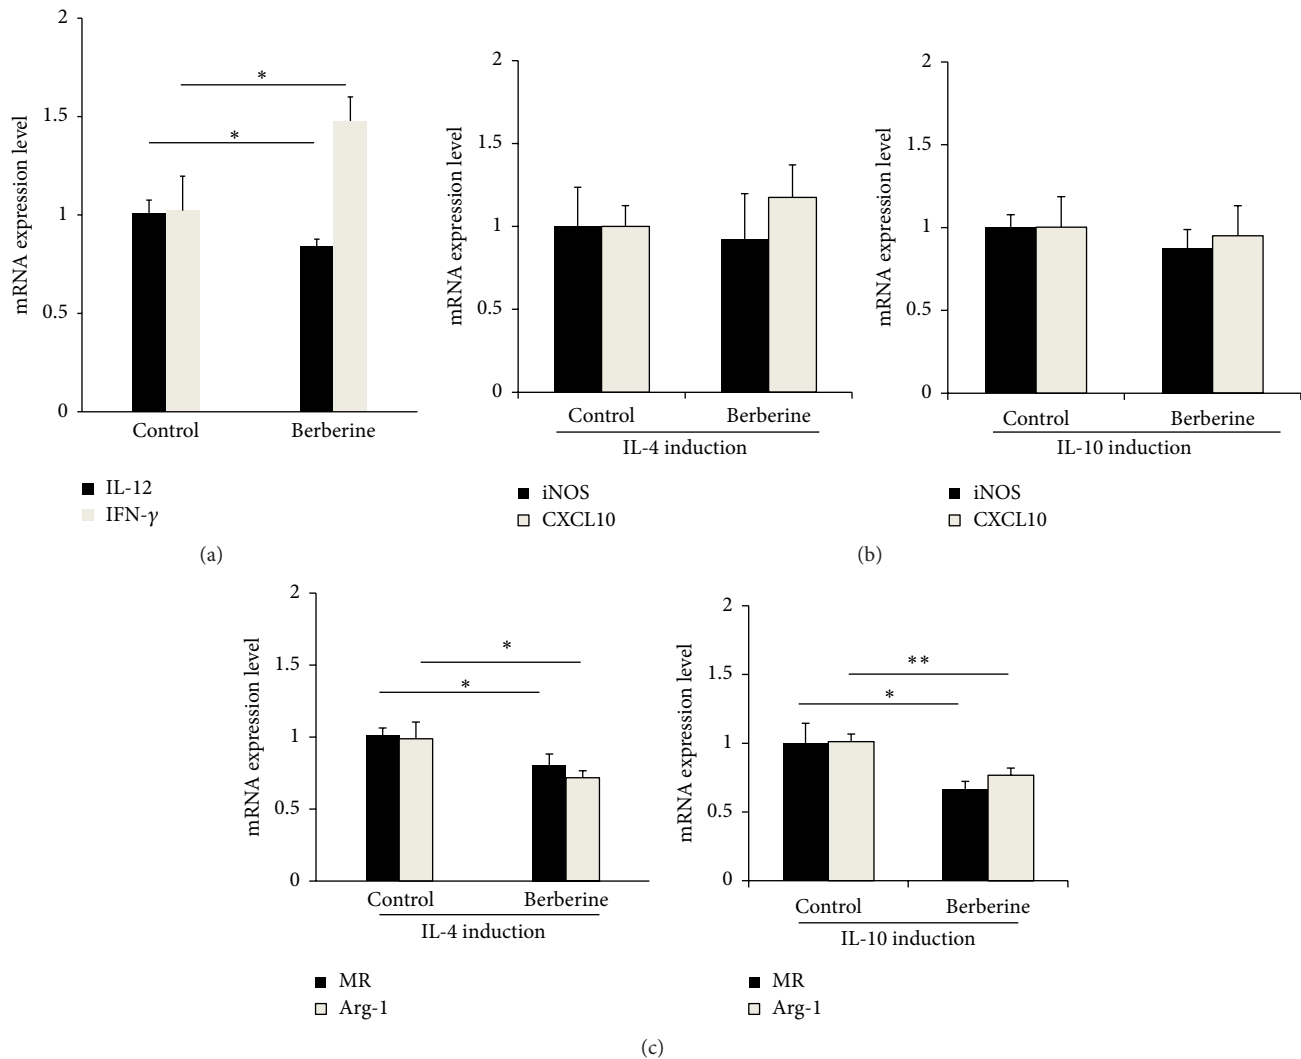 2
1.5
1
0.5
0
mRNA expression level
*
*
Control
Berberine
IL-12
IFN-γ
(a)
2
1.5
1
0.5
0
mRNA expression level
Control
Berberine
IL-4 induction
iNOS
CXCL10
2
1.5
1
0.5
0
mRNA expression level
Control
Berberine
IL-10 induction
iNOS
CXCL10
(b)
2
1.5
1
0.5
0
mRNA expression level
*
*
Control
Berberine
IL-4 induction
MR
Arg-1
2
1.5
1
0.5
0
mRNA expression level
**
*
Control
Berberine
IL-10 induction
MR
Arg-1
(c)